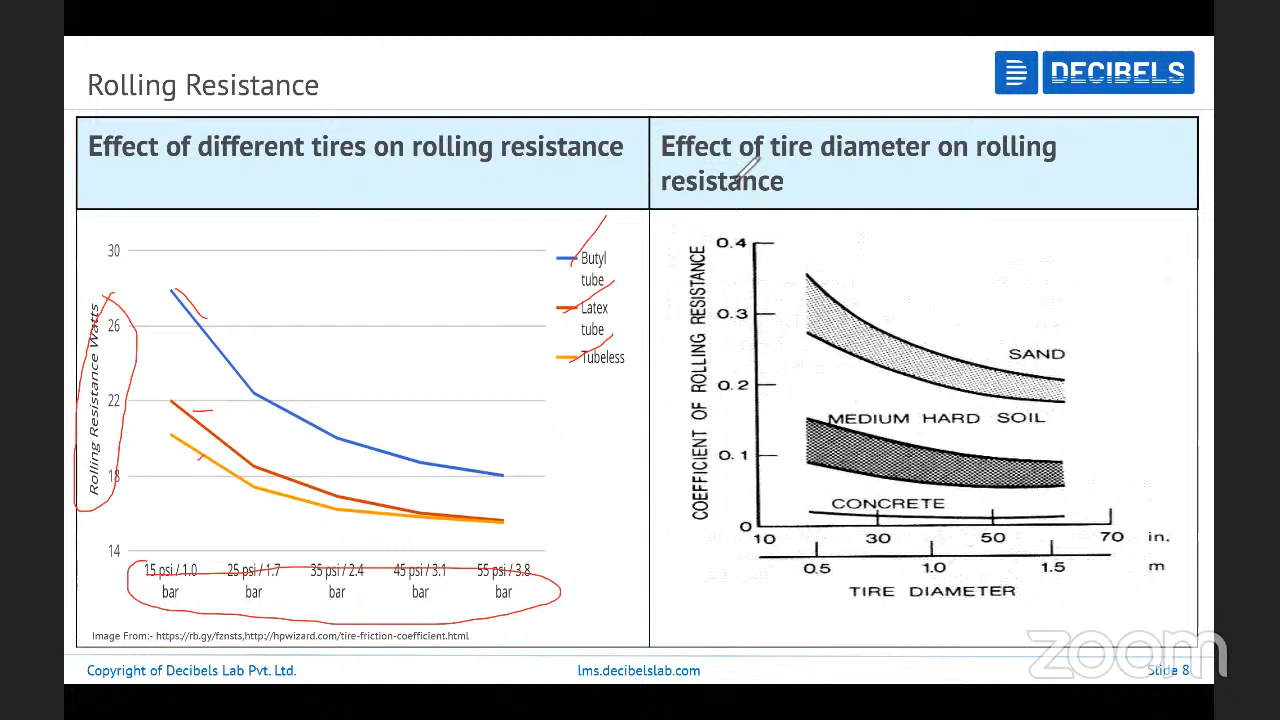 Rolling Resistance
DECIBELS
Effect of different tires on rolling resistance
Effect of tire diameter on rolling
resistance
Rolling Resistance Watts
30
26
22
18
14
15 psi / 1.0
bar
25 psi / 1.7
bar
35 psi / 2.4
bar
45 psi / 3.1
bar
55 psi / 3.8
bar
Butyl
tube
Latex
tube
Tubeless
Image From:- https://rb.gy/fznsts,http://hpwizard.com/tire-friction-coefficient.html
COEFFICIENT OF ROLLING RESISTANCE
0.4
0.3
0.2
0.1
0
SAND
MEDIUM HARD SOIL
CONCRETE
10 30 50 70 in.
0.5 1.0 1.5 m
TIRE DIAMETER
Copyright of Decibels Lab Pvt. Ltd.
lms.decibelslab.com
Slide 8
zoom